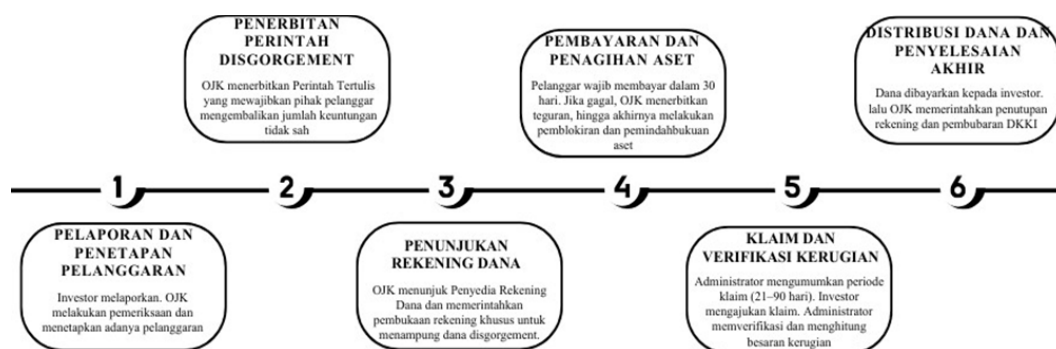 PENERBITAN
PERINTAH
DISGORGEMENT
OJK menerbitkan Perintah Tertulis
yang mewajibkan pihak pelanggar
mengembalikan jumlah keuntungan
tidak sah
PEMBAYARAN DAN
PENAGIHAN ASET
Pelanggar wajib membayar dalam 30
hari. Jika gagal, OJK menerbitkan
teguran, hingga akhirnya melakukan
pemblokiran dan pemindahbukuan
aset
DISTRIBUSI DANA DAN
PENYELESAIAN
AKHIR
Dana dibayarkan kepada investor.
lalu OJK memerintahkan penutupan
rekening dan pembubaran DKKI
1
2
3
4
5
6
PELAPORAN DAN
PENETAPAN
PELANGGARAN
Investor melaporkan. OJK
melakukan pemeriksaan dan
menetapkan adanya pelanggaran
PENUNJUKAN
REKENING DANA
OJK menunjuk Penyedia Rekening
Dana dan memerintahkan
pembukaan rekening khusus untuk
menampung dana disgorgement.
KLAIM DAN
VERIFIKASI KERUGIAN
Administrator mengumumkan periode
klaim (21–90 hari). Investor
mengajukan klaim. Administrator
memverifikasi dan menghitung
besaran kerugian